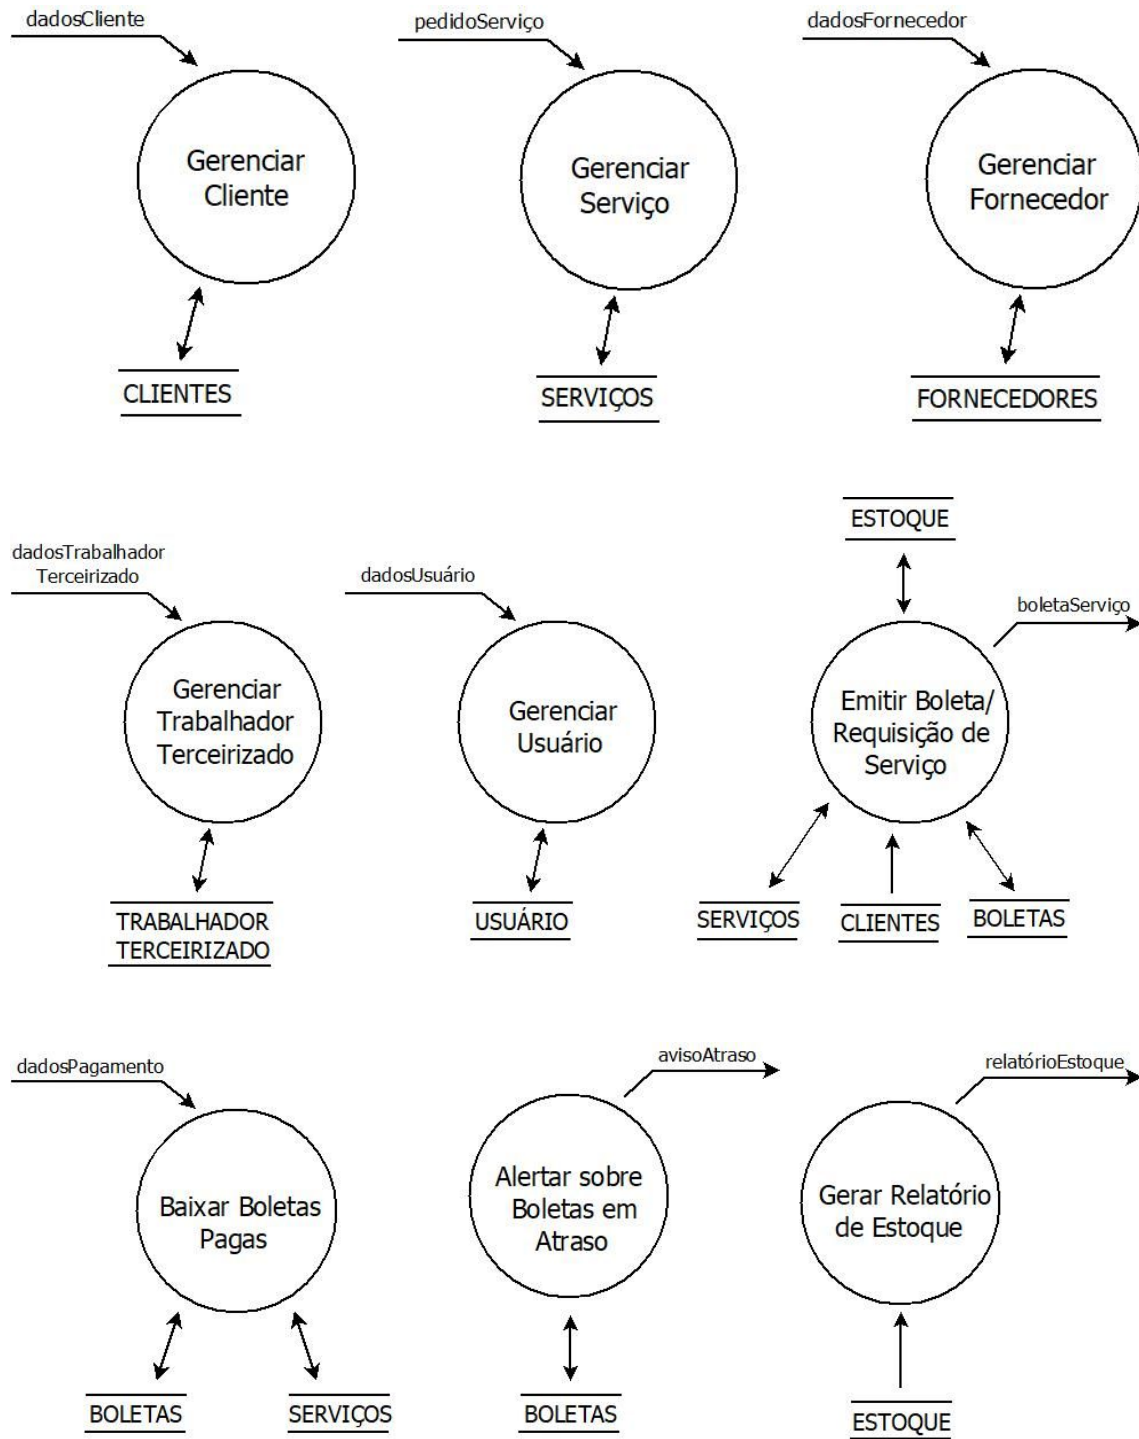 dadosCliente
Gerenciar
Cliente
CLIENTES
pedidoServiço
Gerenciar
Serviço
SERVIÇOS
dadosFornecedor
Gerenciar
Fornecedor
FORNECEDORES
dadosTrabalhador
Terceirizado
Gerenciar
Trabalhador
Terceirizado
TRABALHADOR
TERCEIRIZADO
dadosUsuário
Gerenciar
Usuário
USUÁRIO
ESTOQUE
boletaServiço
Emitir Boleta/
Requisição de
Serviço
SERVIÇOS
CLIENTES
BOLETAS
dadosPagamento
Baixar Boletas
Pagas
BOLETAS
SERVIÇOS
avisoAtraso
Alertar sobre
Boletas em
Atraso
BOLETAS
relatórioEstoque
Gerar Relatório
de Estoque
ESTOQUE